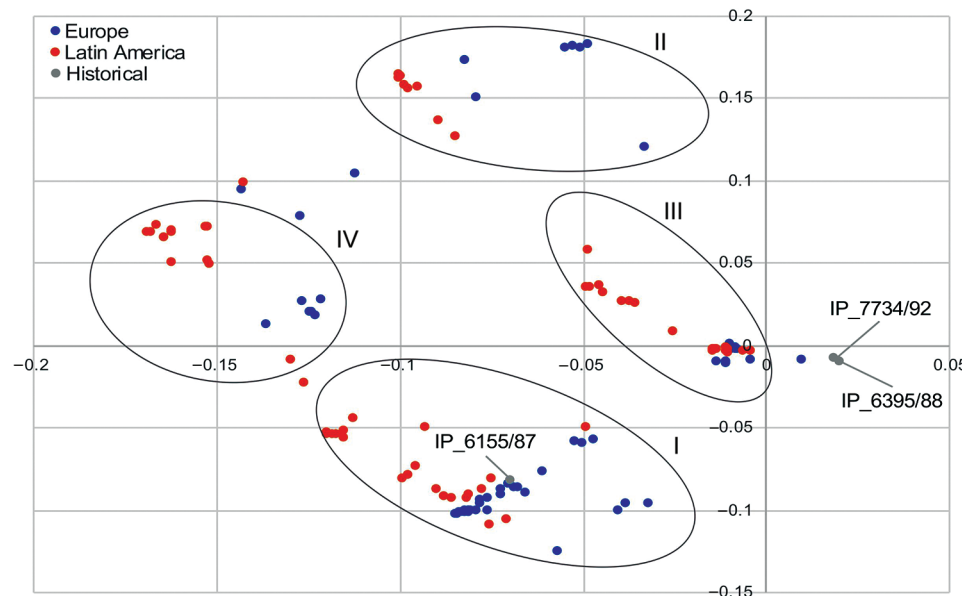 0.2
Europe
Latin America
Historical
II
0.15
0.1
III
IV
0.05
IP_7734/92
0
−0.2
−0.15
−0.1
−0.05
0
0.05
IP_6395/88
−0.05
IP_6155/87
I
−0.1
−0.15